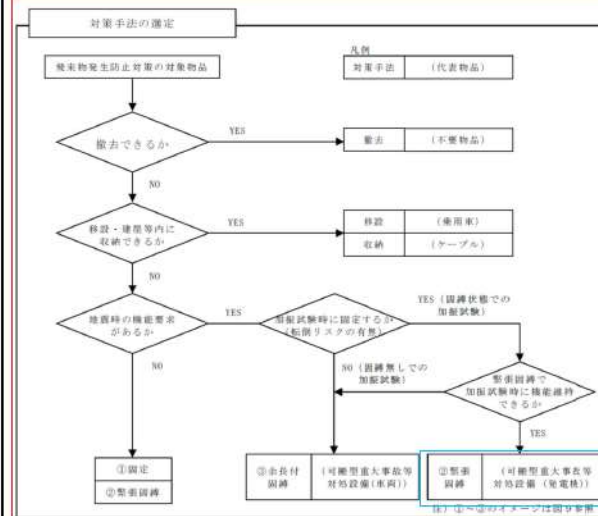 対策手法の選定
飛来物発生防止対策の対象物品
凡例
対策手法 (代表物品)
撤去できるか
YES
撤去 (不要物品)
NO
移設・建屋等内に
収納できるか
YES
移設 (乗用車)
収納 (ケーブル)
NO
地震時の機能要求
があるか
YES
加振試験時に固定するか
(転倒リスクの有無)
YES(固縛状態での
加振試験)
NO(固縛無しでの
加振試験)
緊張固縛で
加振試験時に機能維持
できるか
NO
YES
①固定
②緊張固縛
③余長付
固縛
(可搬型重大事故等
対処設備(車両))
②緊張
固縛
(可搬型重大事故等
対処設備(発電機))
注)①~③のイメージは図9参照